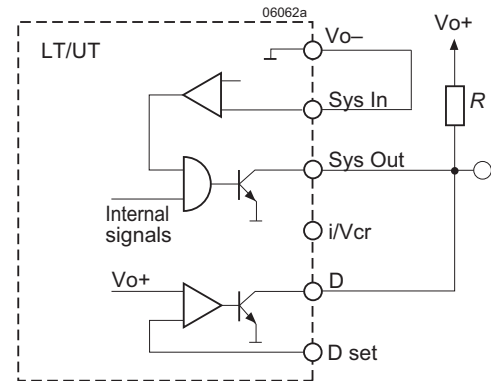 06062a
LT/UT
Vo–
Vo+
Sys In
R
Sys Out
Internal
signals
i/Vcr
Vo+
D
D set